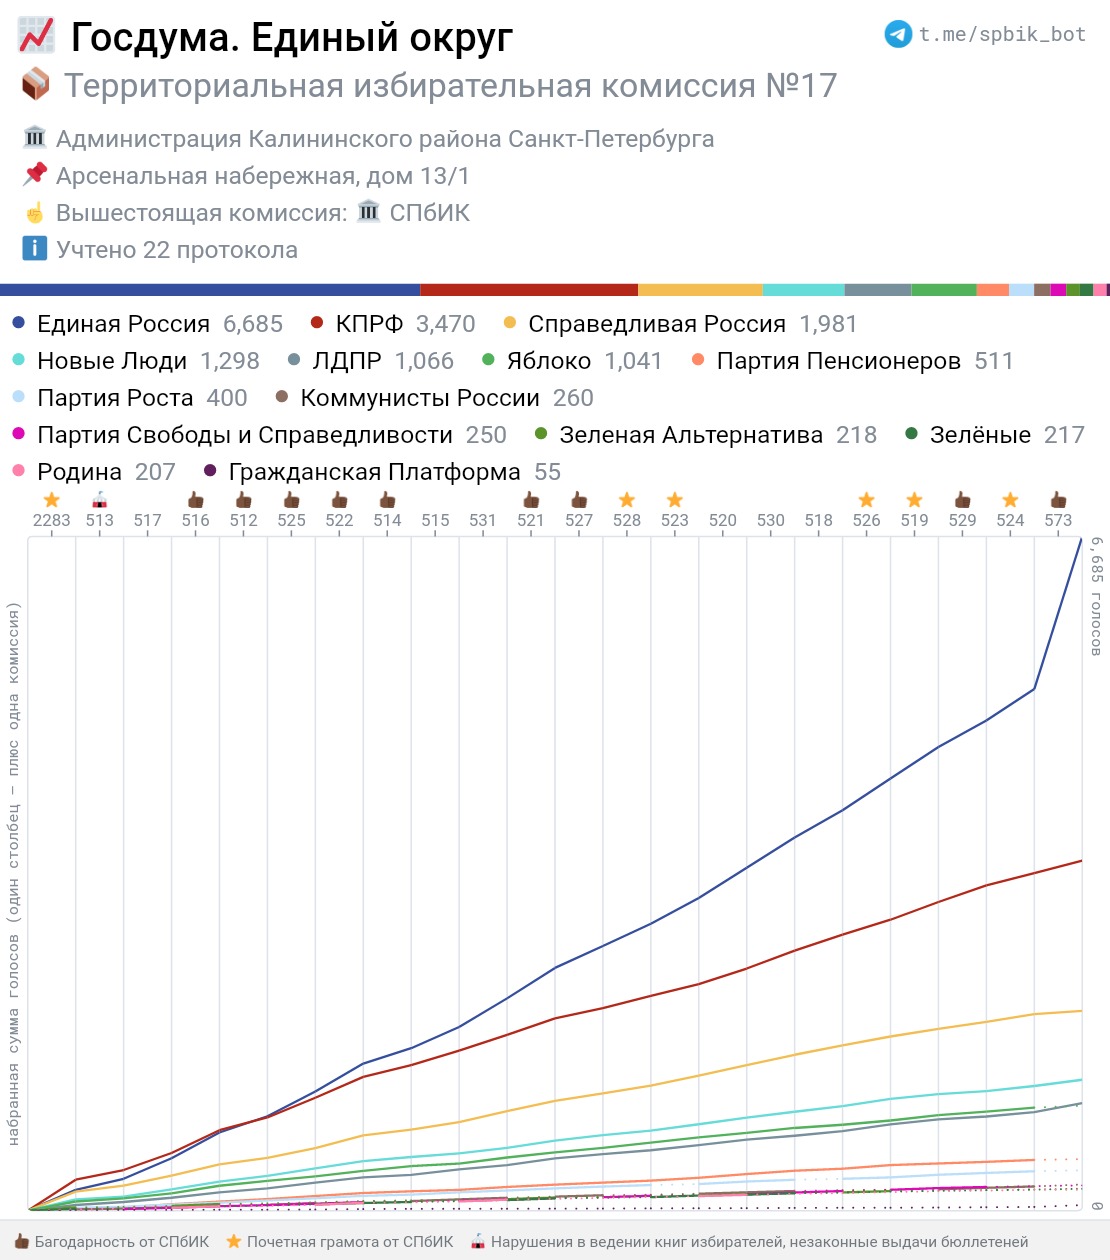 Госдума. Единый округ
t.me/spbik_bot
Территориальная избирательная комиссия №17
Администрация Калининского района Санкт-Петербурга
Арсенальная набережная, дом 13/1
Вышестоящая комиссия: СПбИК
Учтено 22 протокола
Единая Россия 6,685 КПРФ 3,470 Справедливая Россия 1,981
Новые Люди 1,298 ЛДПР 1,066 Яблоко 1,041 Партия Пенсионеров 511
Партия Роста 400 Коммунисты России 260
Партия Свободы и Справедливости 250 Зеленая Альтернатива 218 Зелёные 217
Родина 207 Гражданская Платформа 55
2283 513 517 516 512 525 522 514 515 531 521 527 528 523 520 530 518 526 519 529 524 573
6,685 голосов
набранная сумма голосов (один столбец – плюс одна комиссия)
0
Багодарность от СПбИК Почетная грамота от СПбИК Нарушения в ведении книг избирателей, незаконные выдачи бюллетеней